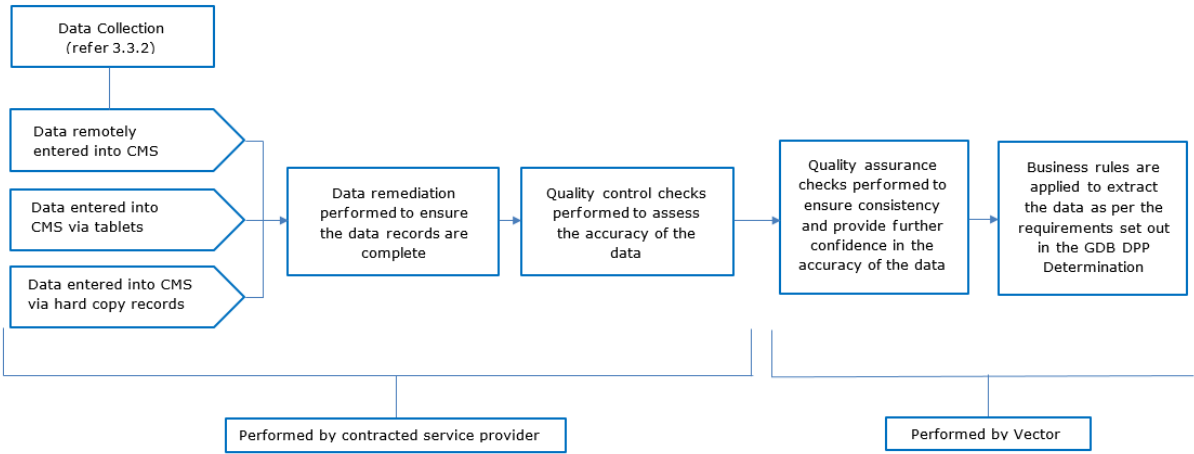 Data Collection
(refer 3.3.2)
Data remotely
entered into CMS
Data entered into
CMS via tablets
Data entered into CMS
via hard copy records
Data remediation
performed to ensure
the data records are
complete
Quality control checks
performed to assess
the accuracy of the
data
Quality assurance
checks performed to
ensure consistency
and provide further
confidence in the
accuracy of the data
Business rules are
applied to extract
the data as per the
requirements set out
in the GDB DPP
Determination
Performed by contracted service provider
Performed by Vector